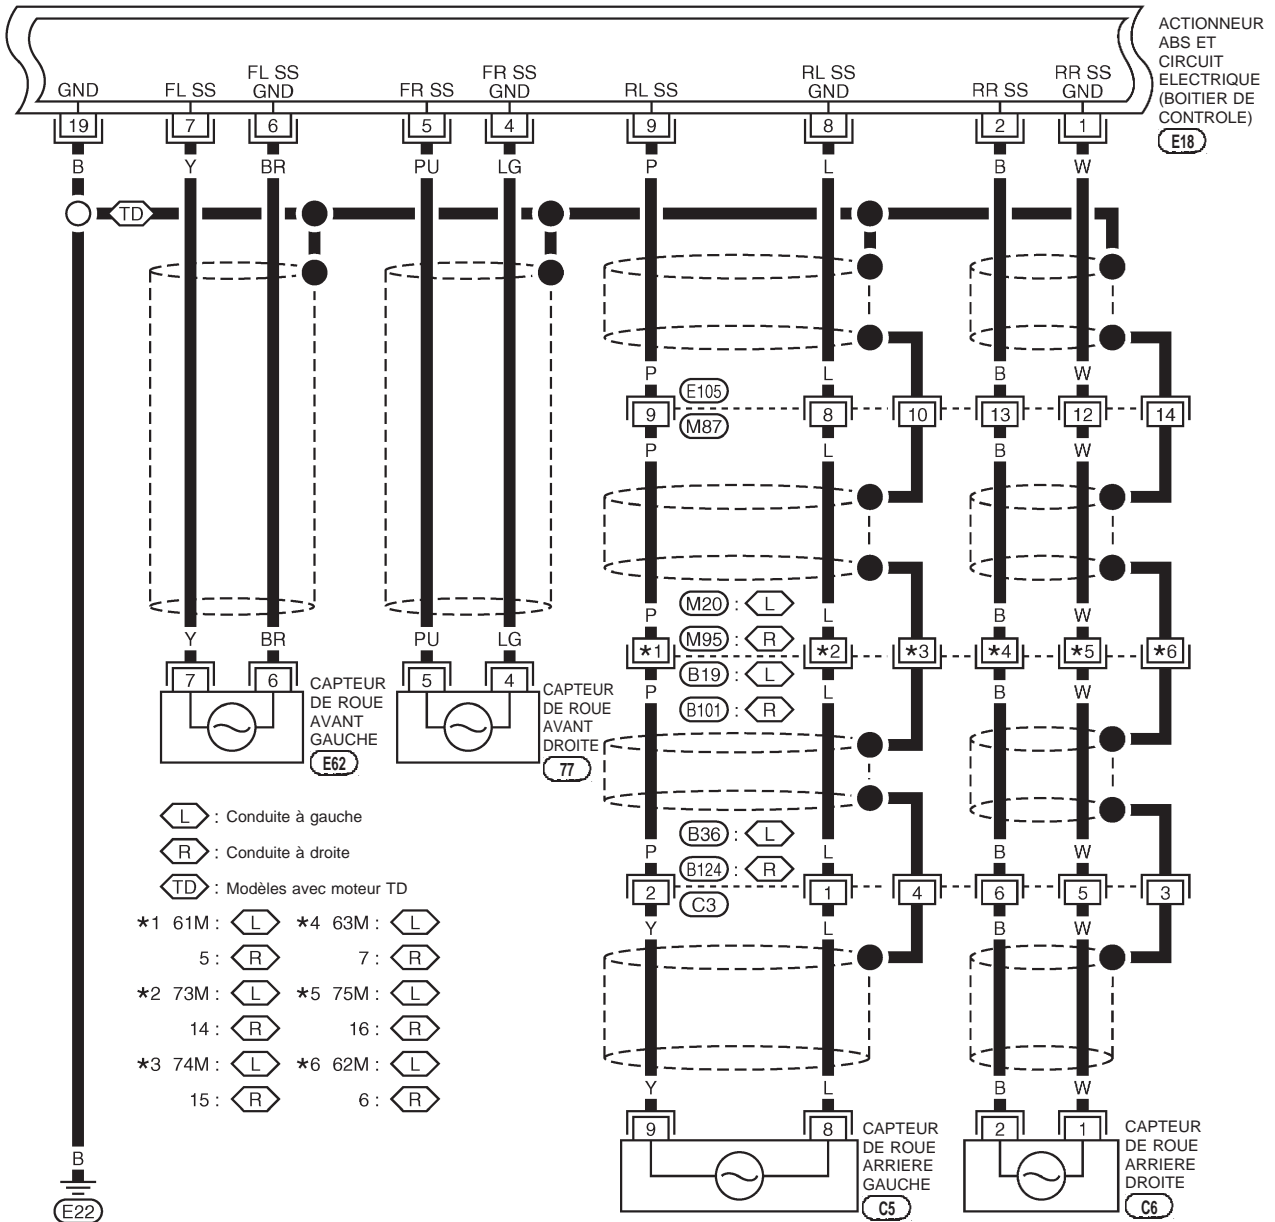 ACTIONNEUR
ABS ET
CIRCUIT
ELECTRIQUE
(BOITIER DE
CONTROLE)
E18
GND FL SS FL SS GND FR SS FR SS GND RL SS RL SS GND RR SS RR SS GND
19 7 6 5 4 9 8 2 1
B Y BR PU LG P L B W
TD
P L B W
E105
9 8 10 13 12 14
M87
P L B W
M20 : L
P L B W
M95 : R
*1 *2 *3 *4 *5 *6
B19 : L
P L B W
B101 : R
Y BR PU LG
7 6 5 4
CAPTEUR
DE ROUE
AVANT
GAUCHE
E62
CAPTEUR
DE ROUE
AVANT
DROITE
77
L : Conduite à gauche
R : Conduite à droite
TD : Modèles avec moteur TD
B36 : L
P L B W
B124 : R
2 1 4 6 5 3
C3
Y L B W
*1 61M : L *4 63M : L
5 : R 7 : R
*2 73M : L *5 75M : L
14 : R 16 : R
*3 74M : L *6 62M : L
15 : R 6 : R
Y L B W
9 8 2 1
CAPTEUR
DE ROUE
ARRIERE
GAUCHE
C5
CAPTEUR
DE ROUE
ARRIERE
DROITE
C6
B
E22